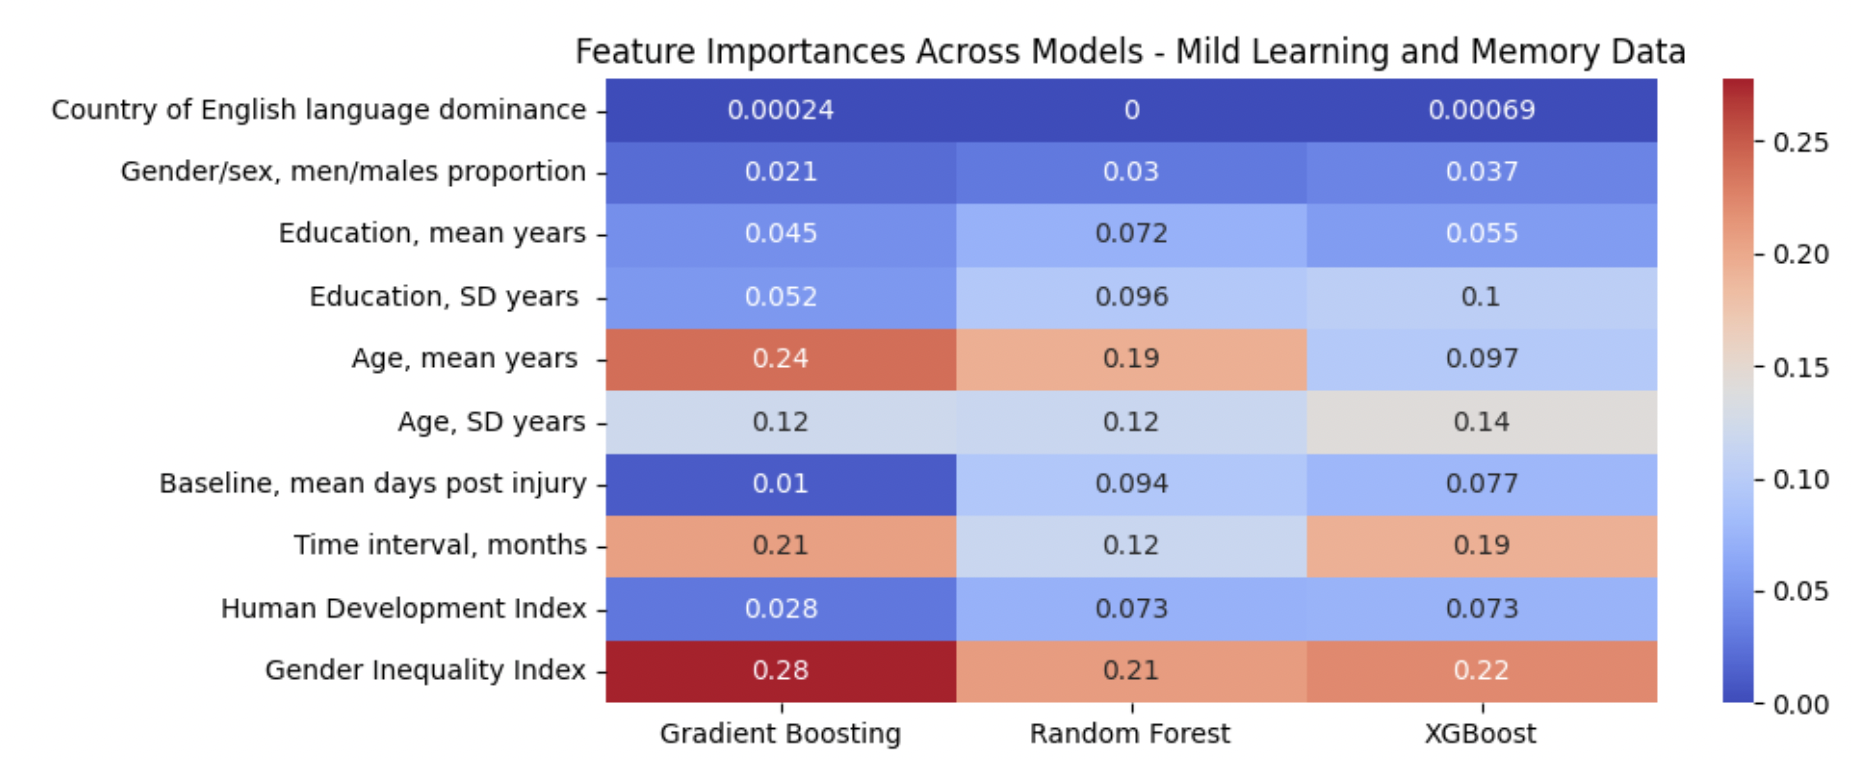 Feature Importances Across Models - Mild Learning and Memory Data
Country of English language dominance 0.00024 0 0.00069
Gender/sex, men/males proportion 0.021 0.03 0.037
Education, mean years 0.045 0.072 0.055
Education, SD years 0.052 0.096 0.1
Age, mean years 0.24 0.19 0.097
Age, SD years 0.12 0.12 0.14
Baseline, mean days post injury 0.01 0.094 0.077
Time interval, months 0.21 0.12 0.19
Human Development Index 0.028 0.073 0.073
Gender Inequality Index 0.28 0.21 0.22
Gradient Boosting Random Forest XGBoost
0.25
0.20
0.15
0.10
0.05
0.00